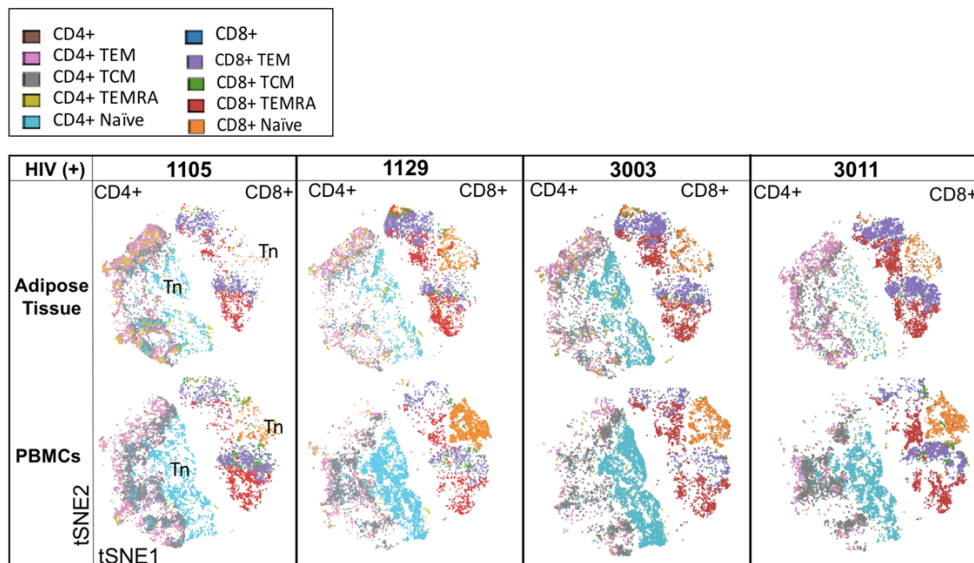 CD4+ CD8+
CD4+ TEM CD8+ TEM
CD4+ TCM CD8+ TCM
CD4+ TEMRA CD8+ TEMRA
CD4+ Naïve CD8+ Naïve
HIV (+) 1105 1129 3003 3011
CD4+ CD8+ CD4+ CD8+ CD4+ CD8+ CD4+ CD8+
Tn
Adipose
Tissue
Tn
Tn
PBMCs
Tn
tSNE2
tSNE1